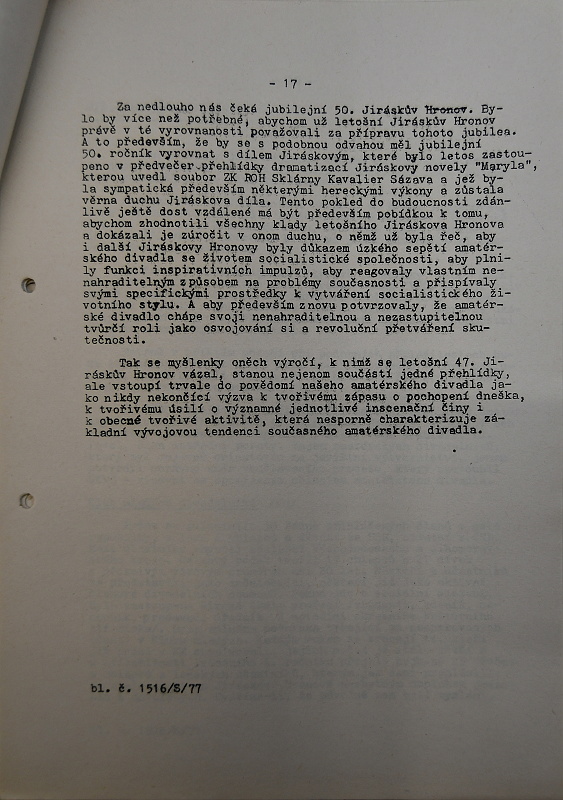 - 17 -
Za nedlouho nás čeká jubilejní 50. Jiráskův Hronov. By-
lo by více než potřebné, abychom už letošní Jiráskův Hronov
právě v té vyrovnanosti považovali za přípravu tohoto jubilea.
A to především, že by se s podobnou odvahou měl jubilejní
50. ročník vyrovnat s dílem Jiráskovým, které bylo letos zastou-
peno v předvečer přehlídky dramatizací Jiráskovy novely "Maryla",
kterou uvedl soubor ZK ROH Sklárny Kavalier Sázava a jež by-
la sympatická především některými hereckými výkony a zůstala
věrna duchu Jiráskova díla. Tento pokled do budoucnosti zdán-
livě ještě dost vzdálené má být především pobídkou k tomu,
abychom zhodnotili všechny klady letošního Jiráskova Hronova
a dokázali je zúročit v onom duchu, o němž už byla řeč, aby
i další Jiráskovy Hronovy byly důkazem úzkého sepětí amatér-
ského divadla se životem socialistické společnosti, aby plni-
ly funkci inspirativních impulzů, aby reagovaly vlastním ne-
nahraditelným způsobem na problémy současnosti a přispívaly
svými specifickými prostředky k vytváření socialistického ži-
votního stylu. A aby především znovu potvrzovaly, že amatér-
ské divadlo chápe svoji nenahraditelnou a nezastupitelnou
tvůrčí roli jako osvojování si a revoluční přetváření sku-
tečnosti.
Tak se myšlenky oněch výročí, k nimž se letošní 47. Ji-
ráskův Hronov vázal, stanou nejenom součástí jedné přehlídky,
ale vstoupí trvale do povědomí našeho amatérského divadla ja-
ko nikdy nekončící výzva k tvořivému zápasu o pochopení dneška,
k tvořivému úsilí o významné jednotlivé inscenační činy i
k obecné tvořivé aktivitě, která nesporně charakterizuje zá-
kladní vývojovou tendenci současného amatérského divadla.
bl. č. 1516/S/77